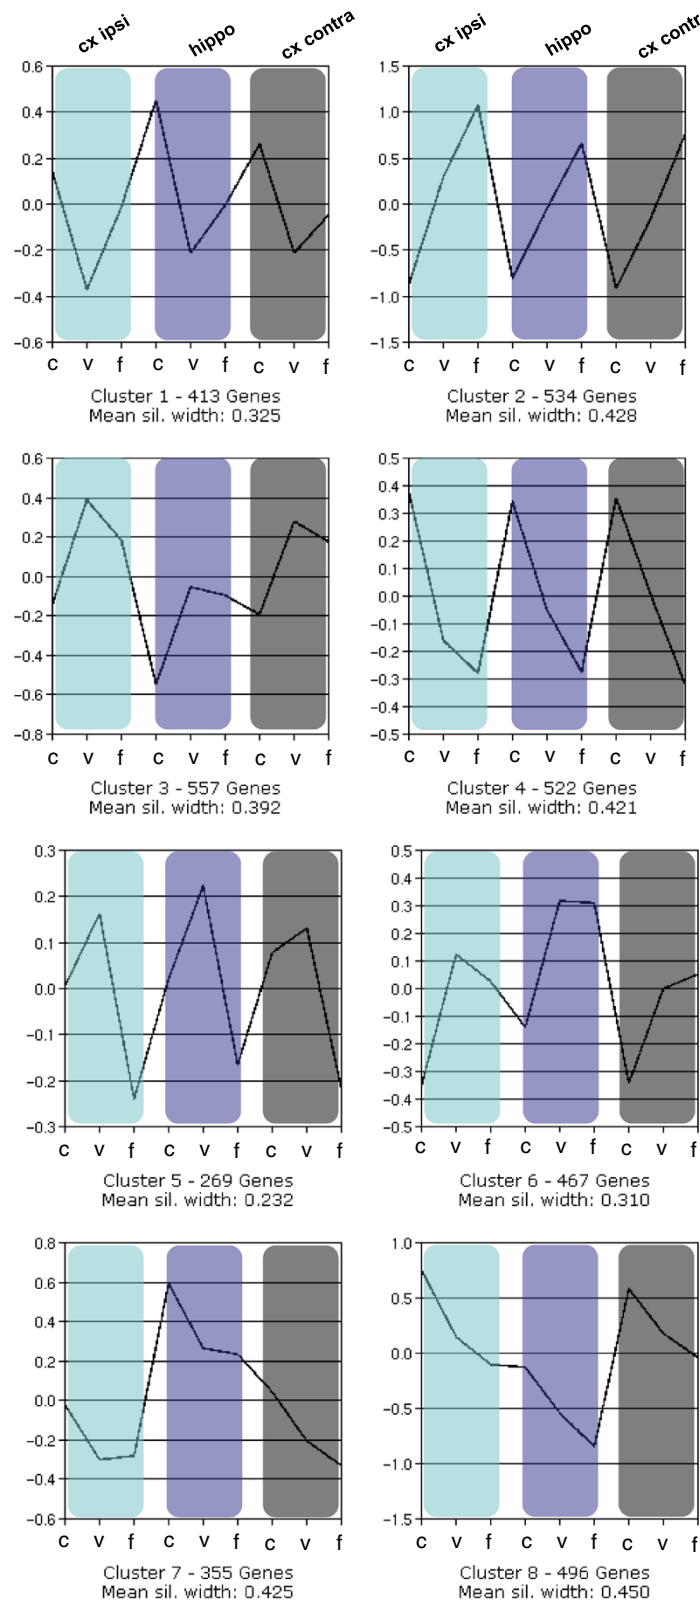 cx ipsi hippo cx contra
cx ipsi hippo cx contra
0.6
0.4
0.2
0.0
−0.2
−0.4
−0.6
c v f c v f c v f
Cluster 1 - 413 Genes
Mean sil. width: 0.325
1.5
1.0
0.5
0.0
−0.5
−1.0
−1.5
c v f c v f c v f
Cluster 2 - 534 Genes
Mean sil. width: 0.428
0.6
0.4
0.2
0.0
−0.2
−0.4
−0.6
−0.8
c v f c v f c v f
Cluster 3 - 557 Genes
Mean sil. width: 0.392
0.5
0.4
0.3
0.2
0.1
0.0
−0.1
−0.2
−0.3
−0.4
−0.5
c v f c v f c v f
Cluster 4 - 522 Genes
Mean sil. width: 0.421
0.3
0.2
0.1
0.0
−0.1
−0.2
−0.3
c v f c v f c v f
Cluster 5 - 269 Genes
Mean sil. width: 0.232
0.5
0.4
0.3
0.2
0.1
0.0
−0.1
−0.2
−0.3
−0.4
−0.5
c v f c v f c v f
Cluster 6 - 467 Genes
Mean sil. width: 0.310
0.8
0.6
0.4
0.2
0.0
−0.2
−0.4
−0.6
c v f c v f c v f
Cluster 7 - 355 Genes
Mean sil. width: 0.425
1.0
0.5
0.0
−0.5
−1.0
−1.5
c v f c v f c v f
Cluster 8 - 496 Genes
Mean sil. width: 0.450